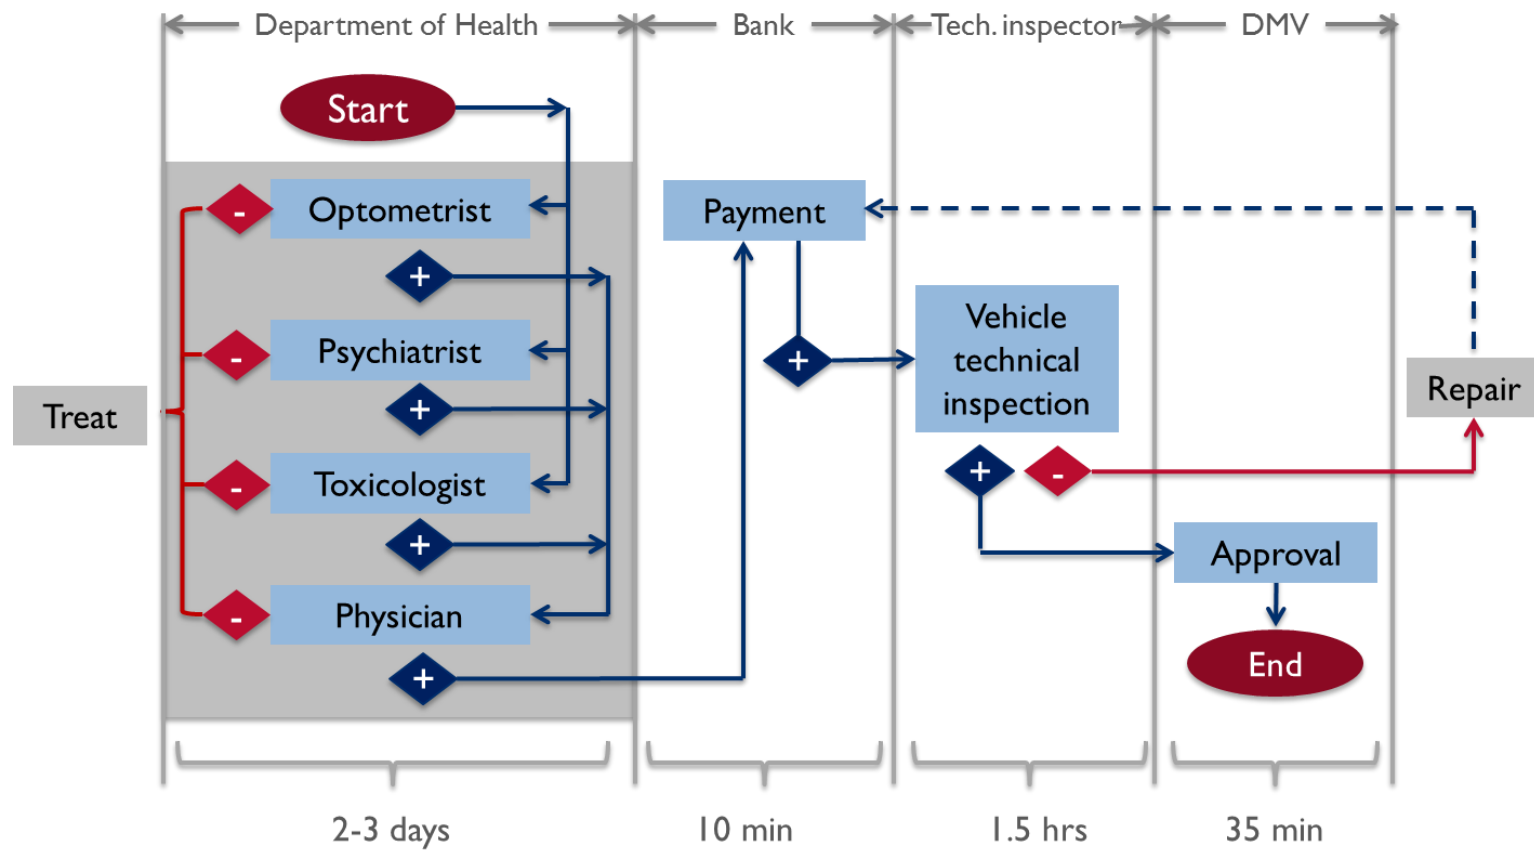 Department of Health
Bank
Tech. inspector
DMV
Start
-
Optometrist
+
-
Psychiatrist
+
-
Toxicologist
+
-
Physician
+
Treat
Payment
+
Vehicle
technical
inspection
+
-
Repair
Approval
End
2-3 days
10 min
1.5 hrs
35 min